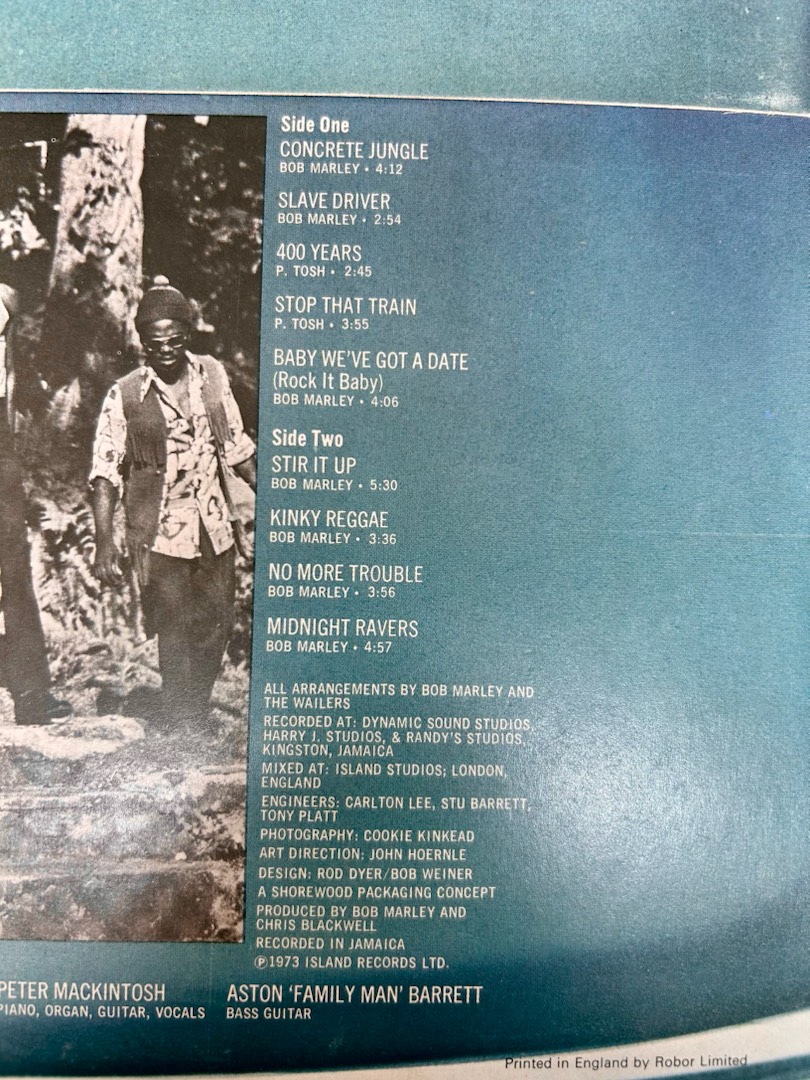 Side One
CONCRETE JUNGLE
BOB MARLEY • 4:12
SLAVE DRIVER
BOB MARLEY • 2:54
400 YEARS
P. TOSH • 2:45
STOP THAT TRAIN
P. TOSH • 3:55
BABY WE'VE GOT A DATE
(Rock It Baby)
BOB MARLEY • 4:06
Side Two
STIR IT UP
BOB MARLEY • 5:30
KINKY REGGAE
BOB MARLEY • 3:36
NO MORE TROUBLE
BOB MARLEY • 3:56
MIDNIGHT RAVERS
BOB MARLEY • 4:57
ALL ARRANGEMENTS BY BOB MARLEY AND
THE WAILERS
RECORDED AT: DYNAMIC SOUND STUDIOS,
HARRY J. STUDIOS, & RANDY'S STUDIOS,
KINGSTON, JAMAICA
MIXED AT: ISLAND STUDIOS; LONDON,
ENGLAND
ENGINEERS: CARLTON LEE, STU BARRETT,
TONY PLATT
PHOTOGRAPHY: COOKIE KINKEAD
ART DIRECTION: JOHN HOERNLE
DESIGN: ROD DYER/BOB WEINER
A SHOREWOOD PACKAGING CONCEPT
PRODUCED BY BOB MARLEY AND
CHRIS BLACKWELL
RECORDED IN JAMAICA
℗1973 ISLAND RECORDS LTD.
PETER MACKINTOSH
PIANO, ORGAN, GUITAR, VOCALS
ASTON 'FAMILY MAN' BARRETT
BASS GUITAR
Printed in England by Robor Limited